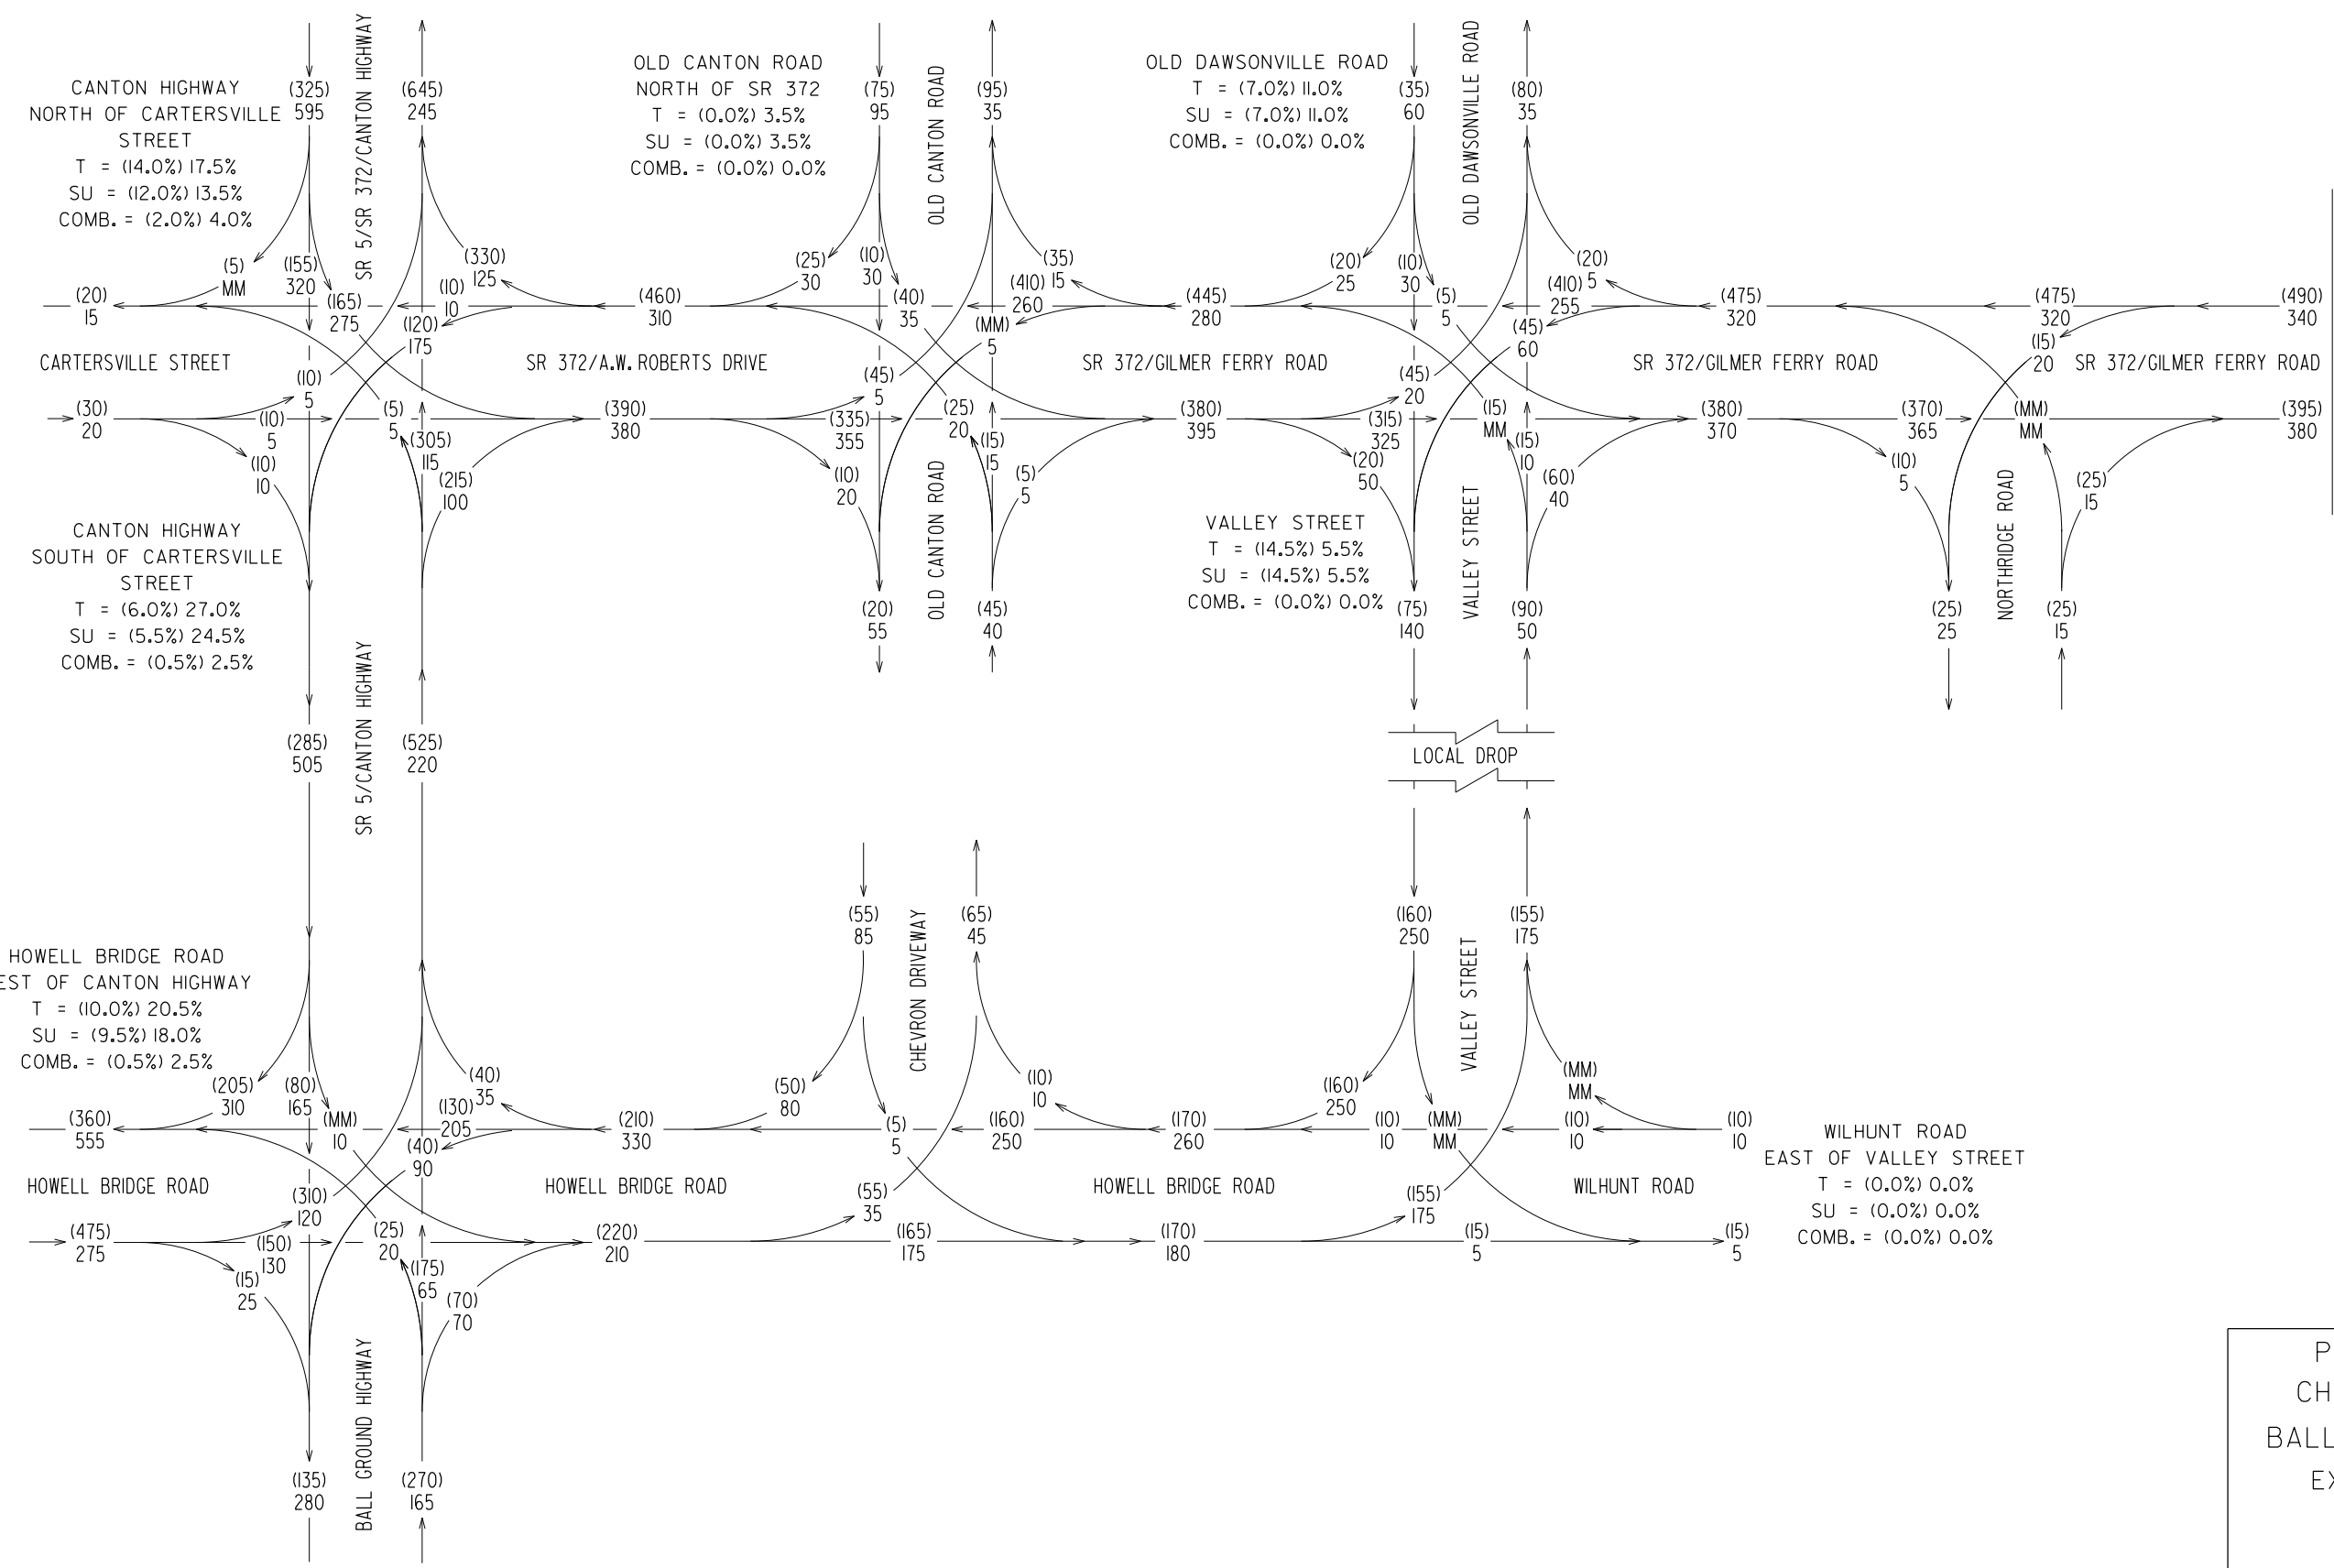 CANTON HIGHWAY
NORTH OF CARTERSVILLE
STREET
T = (14.0%) 17.5%
SU = (12.0%) 13.5%
COMB. = (2.0%) 4.0%
(325)
595
SR 5/SR 372/CANTON HIGHWAY
(645)
245
OLD CANTON ROAD
NORTH OF SR 372
T = (0.0%) 3.5%
SU = (0.0%) 3.5%
COMB. = (0.0%) 0.0%
(75)
95
OLD CANTON ROAD
(95)
35
OLD DAWSONVILLE ROAD
T = (7.0%) 11.0%
SU = (7.0%) 11.0%
COMB. = (0.0%) 0.0%
(35)
60
OLD DAWSONVILLE ROAD
(80)
35
(5)
MM
(155)
320
(165)
275
(20)
15
(330)
125
(10)
10
(120)
175
(460)
310
(25)
30
(10)
30
(40)
35
(35)
15
(410)
260
(MM)
5
(445)
280
(20)
25
(10)
30
(5)
5
(20)
5
(410)
255
(45)
60
(475)
320
(475)
320
(490)
340
(15)
20
CARTERSVILLE STREET
SR 372/A.W. ROBERTS DRIVE
SR 372/GILMER FERRY ROAD
SR 372/GILMER FERRY ROAD
SR 372/GILMER FERRY ROAD
(30)
20
(10)
5
(10)
5
(10)
10
(5)
5
(305)
115
(215)
100
(390)
380
(45)
5
(335)
355
(10)
20
(25)
20
(15)
15
(5)
5
(380)
395
(45)
20
(315)
325
(20)
50
(15)
MM
(15)
10
(60)
40
(380)
370
(370)
365
(10)
5
(MM)
MM
(25)
15
(395)
380
CANTON HIGHWAY
SOUTH OF CARTERSVILLE
STREET
T = (6.0%) 27.0%
SU = (5.5%) 24.5%
COMB. = (0.5%) 2.5%
(20)
55
OLD CANTON ROAD
(45)
40
VALLEY STREET
T = (14.5%) 5.5%
SU = (14.5%) 5.5%
COMB. = (0.0%) 0.0%
(75)
140
VALLEY STREET
(90)
50
(25)
25
NORTHRIDGE ROAD
(25)
15
(285)
505
SR 5/CANTON HIGHWAY
(525)
220
LOCAL DROP
(55)
85
CHEVRON DRIVEWAY
(65)
45
(160)
250
VALLEY STREET
(155)
175
HOWELL BRIDGE ROAD
EST OF CANTON HIGHWAY
T = (10.0%) 20.5%
SU = (9.5%) 18.0%
COMB. = (0.5%) 2.5%
(205)
310
(80)
165
(MM)
10
(360)
555
(40)
35
(130)
205
(40)
90
(210)
330
(50)
80
(5)
5
(10)
10
(160)
250
(170)
260
(160)
250
(10)
10
(MM)
MM
(MM)
MM
(10)
10
(10)
10
WILHUNT ROAD
EAST OF VALLEY STREET
T = (0.0%) 0.0%
SU = (0.0%) 0.0%
COMB. = (0.0%) 0.0%
HOWELL BRIDGE ROAD
HOWELL BRIDGE ROAD
HOWELL BRIDGE ROAD
WILHUNT ROAD
(475)
275
(310)
120
(150)
130
(15)
25
(25)
20
(175)
65
(70)
70
(220)
210
(55)
35
(165)
175
(170)
180
(155)
175
(15)
5
(15)
5
(135)
280
BALL GROUND HIGHWAY
(270)
165
P
CH
BALL
EX